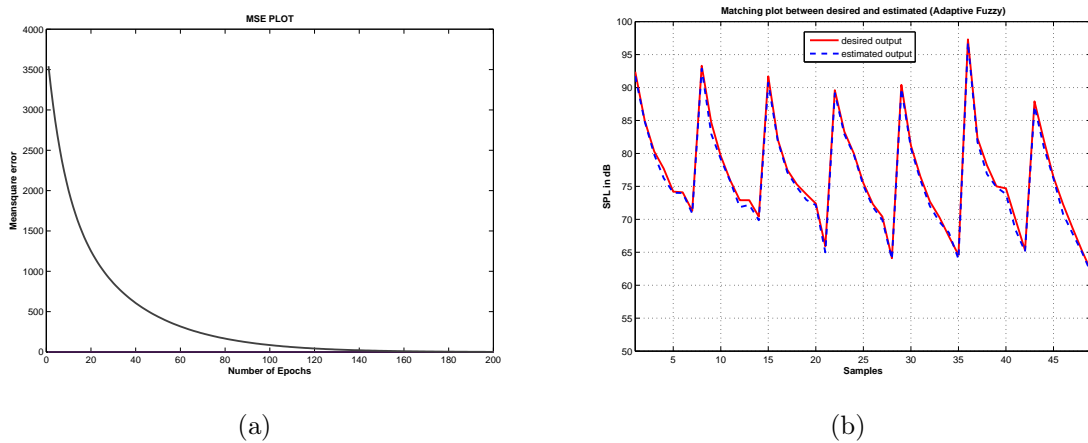 MSE PLOT
4000
3500
3000
2500
2000
1500
1000
500
0
Meansquare error
0 20 40 60 80 100 120 140 160 180 200
Number of Epochs
(a)
Matching plot between desired and estimated (Adaptive Fuzzy)
100
95
90
85
80
75
70
65
60
55
50
SPL in dB
desired output
estimated output
5 10 15 20 25 30 35 40 45
Samples
(b)